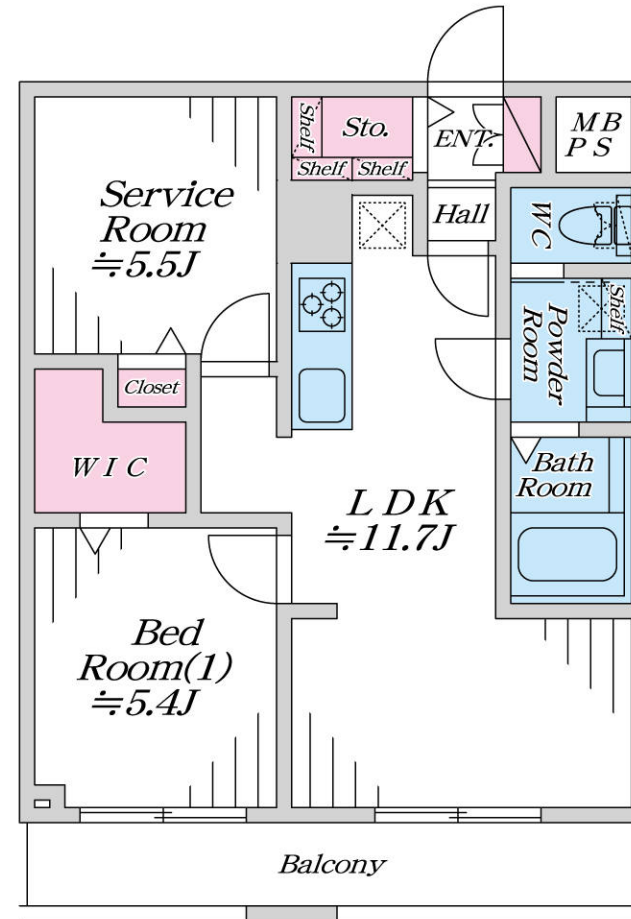 Shelf
Sto.
Shelf
Shelf
ENT.
MB
PS
Service
Room
≒5.5J
Hall
WC
Shelf
Powder
Room
Closet
WIC
Bath
Room
LDK
≒11.7J
Bed
Room(1)
≒5.4J
Balcony